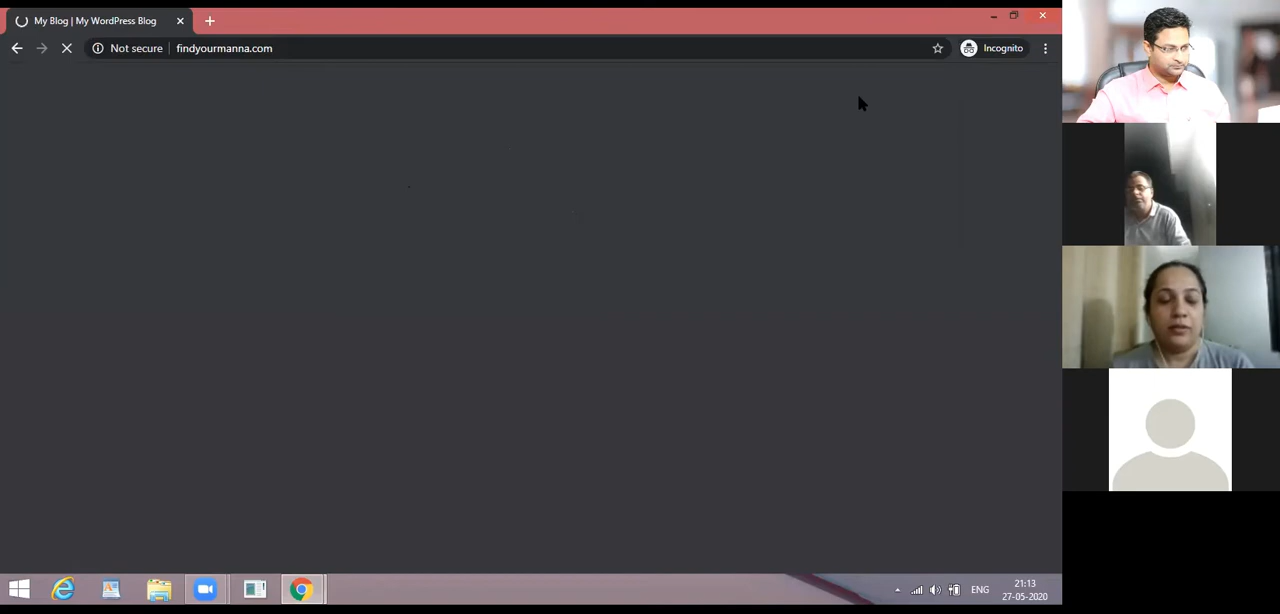 My Blog | My WordPress Blog
Not secure
findyourmanna.com
Incognito
ENG
21:13
27-05-2020